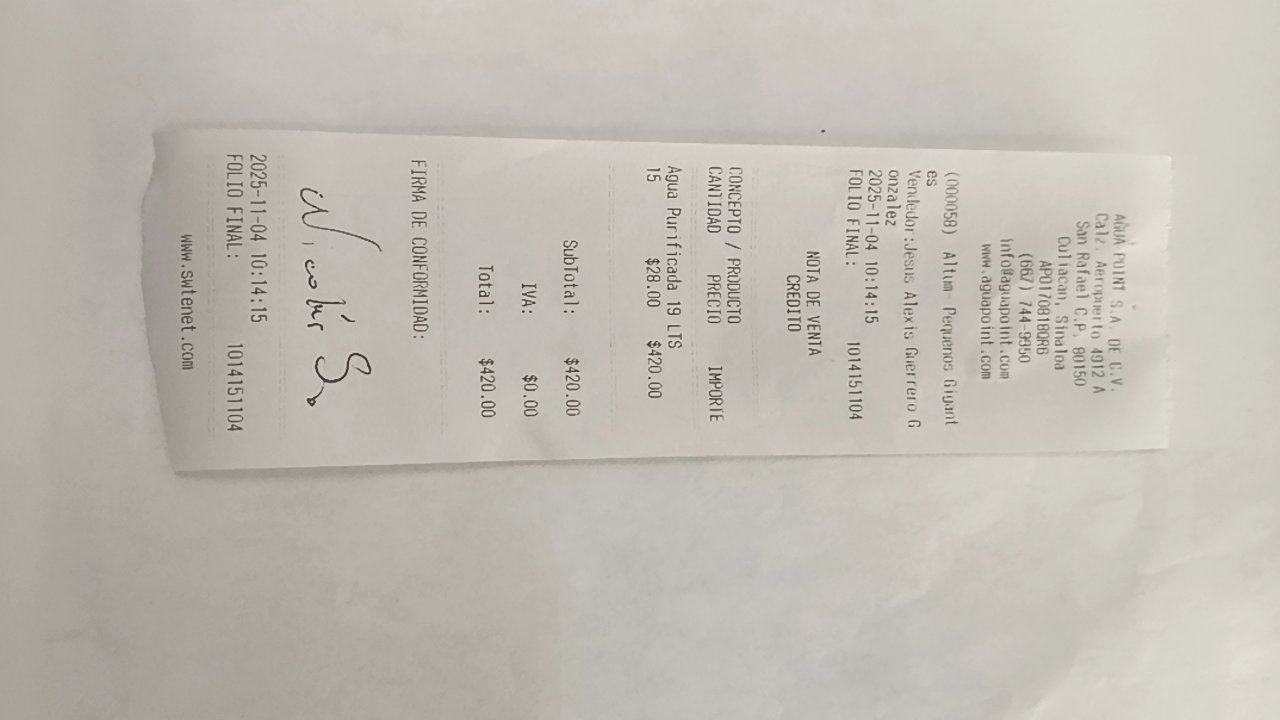 AGUA POINT S.A. DE C.V.
Calz. Aeropuerto 4912 A
San Rafael C.P. 80150
Culiacan, Sinaloa
APO170818QR6
(667) 744-9950
info@aguapoint.com
www.aguapoint.com
(000058) Altum- Pequenos Gigant
es
Vendedor:Jesus Alexis Guerrero G
onzalez
2025-11-04 10:14:15
FOLIO FINAL: 1014151104
NOTA DE VENTA
CREDITO
CONCEPTO / PRODUCTO
CANTIDAD PRECIO IMPORTE
Agua Purificada 19 LTS
15 $28.00 $420.00
SubTotal: $420.00
IVA: $0.00
Total: $420.00
FIRMA DE CONFORMIDAD:
2025-11-04 10:14:15
FOLIO FINAL: 1014151104
www.swtenet.com